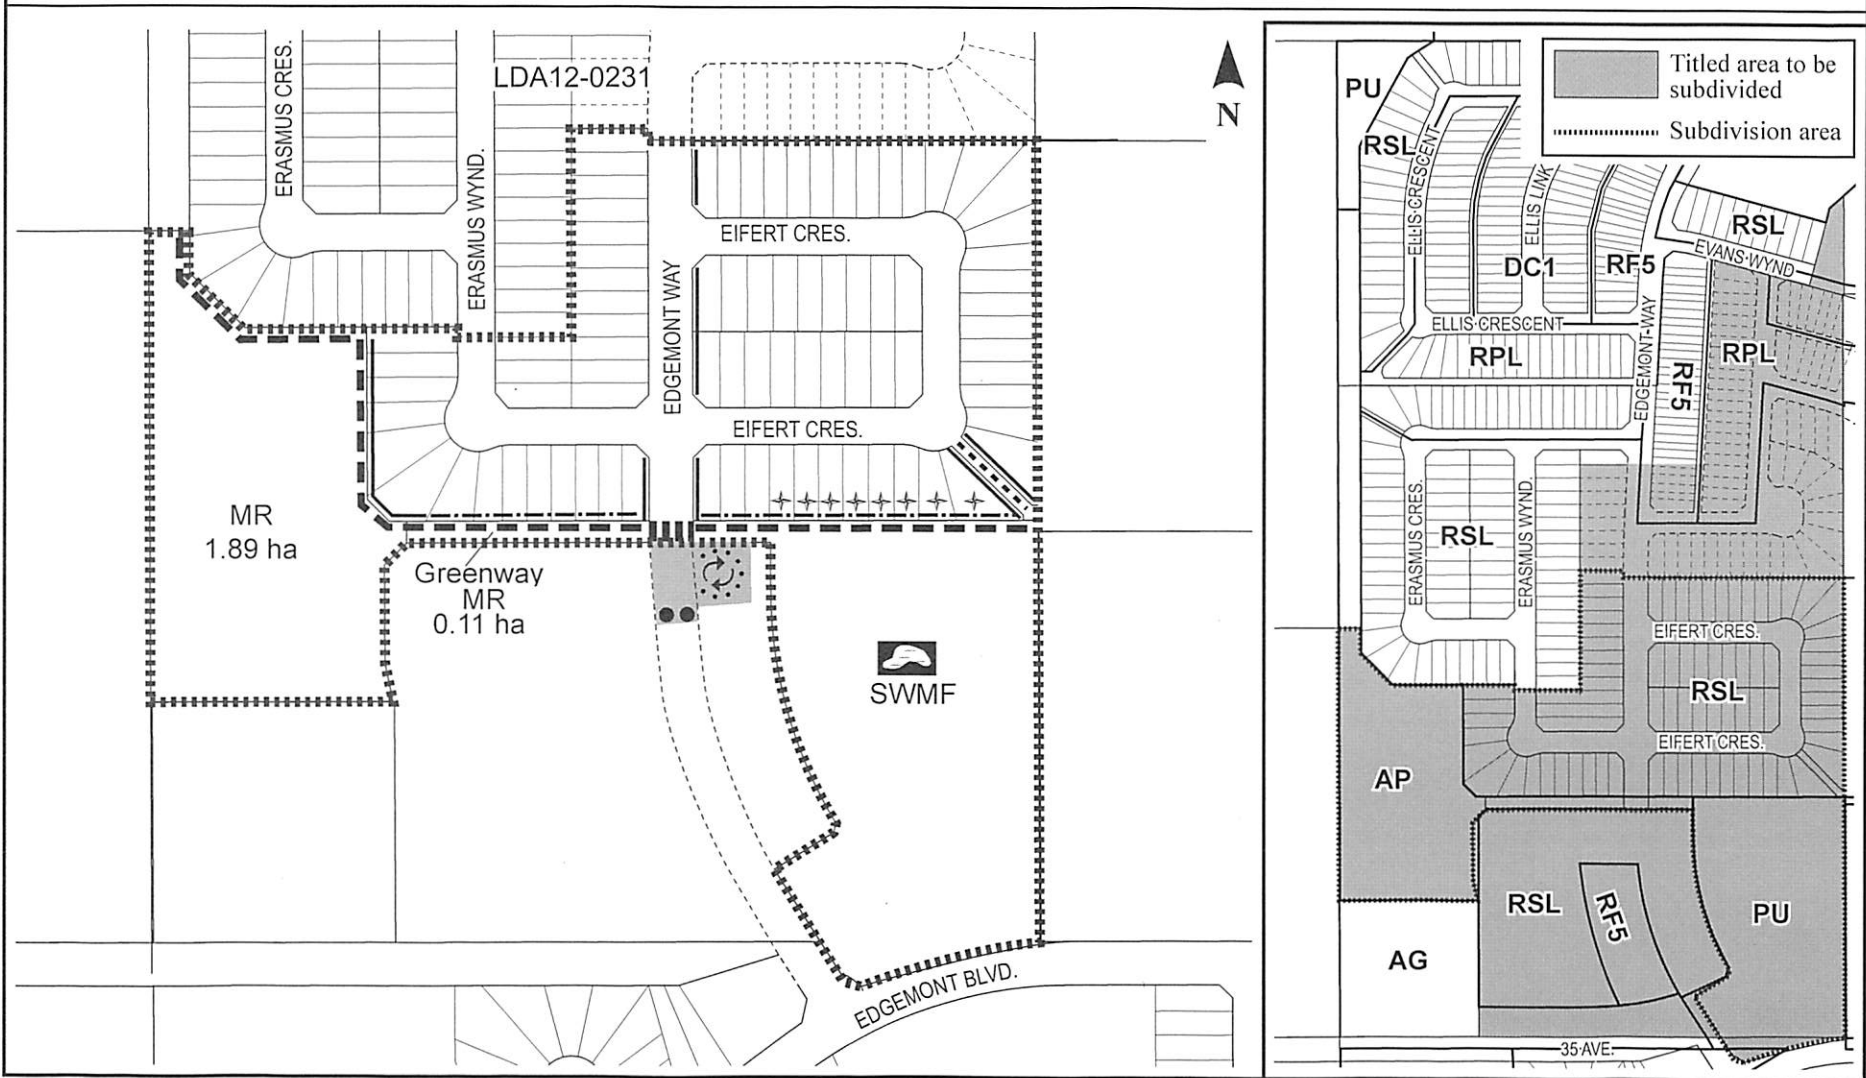 LDA12-0231
ERASMUS CRES.
ERASMUS WYND.
N
EIFERT CRES.
EDGEMONT WAY
EIFERT CRES.
MR
1.89 ha
Greenway
MR
0.11 ha
SWMF
EDGEMONT BLVD.
Titled area to be
subdivided
Subdivision area
PU
RSL
ELLIS CRESCENT
ELLIS LINK
DC1
RF5
RSL
EVANS WYND
ELLIS CRESCENT
RPL
EDGEMONT WAY
RF5
RPL
ERASMUS CRES.
RSL
ERASMUS WYND.
EIFERT CRES.
RSL
EIFERT CRES.
AP
RSL
RF5
PU
AG
35 AVE.